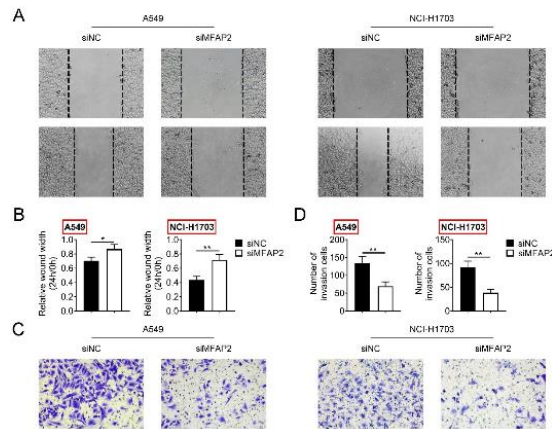 A
A549
NCI-H1703
siNC
siMFAP2
siNC
siMFAP2
B
D
A549
NCI-H1703
A549
NCI-H1703
siNC
siMFAP2
siNC
siMFAP2
Relative wound width
(24h/0h)
1.0
0.8
0.6
0.4
0.2
0.0
*
Relative wound width
(24h/0h)
1.0
0.8
0.6
0.4
0.2
0.0
**
Number of
invasion cells
200
150
100
50
0
**
Number of
invasion cells
150
100
50
0
**
C
A549
NCI-H1703
siNC
siMFAP2
siNC
siMFAP2